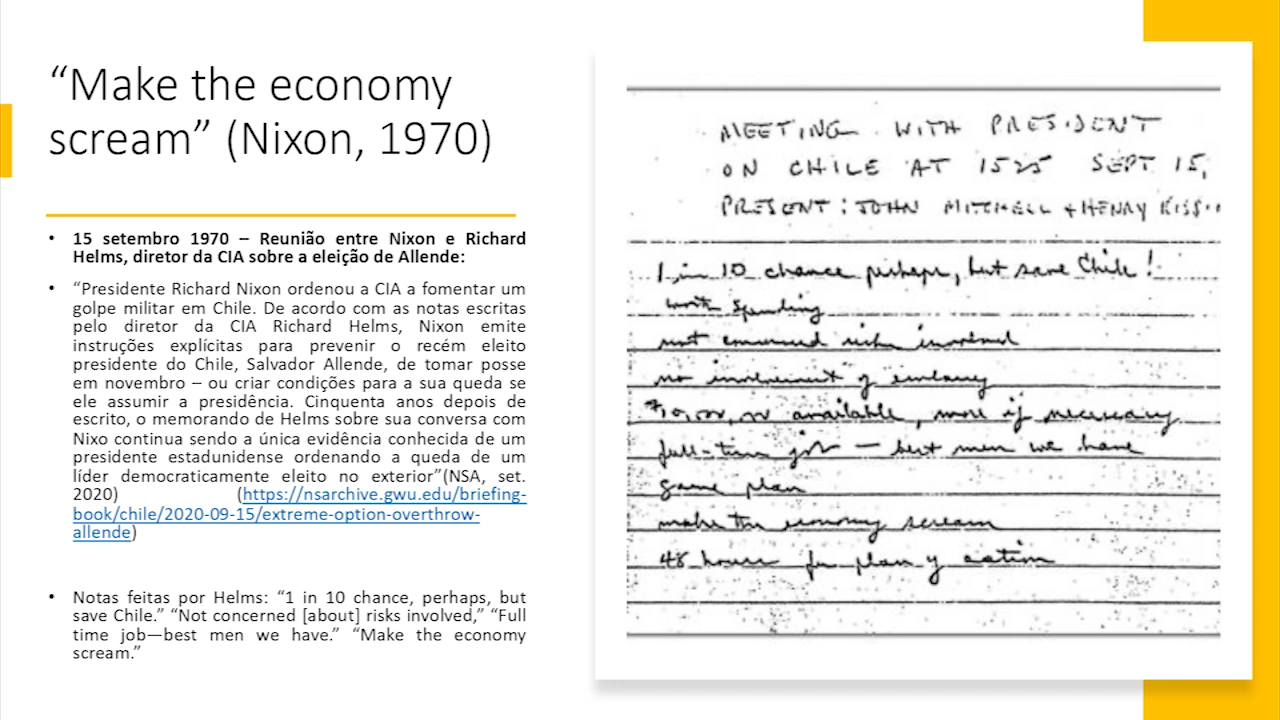 “Make the economy
scream” (Nixon, 1970)
• 15 setembro 1970 – Reunião entre Nixon e Richard
Helms, diretor da CIA sobre a eleição de Allende:
• “Presidente Richard Nixon ordenou a CIA a fomentar um
golpe militar em Chile. De acordo com as notas escritas
pelo diretor da CIA Richard Helms, Nixon emite
instruções explícitas para prevenir o recém eleito
presidente do Chile, Salvador Allende, de tomar posse
em novembro – ou criar condições para a sua queda se
ele assumir a presidência. Cinquenta anos depois de
escrito, o memorando de Helms sobre sua conversa com
Nixo continua sendo a única evidência conhecida de um
presidente estadunidense ordenando a queda de um
líder democraticamente eleito no exterior”(NSA, set.
2020) (https://nsarchive.gwu.edu/briefing-
book/chile/2020-09-15/extreme-option-overthrow-
allende)
• Notas feitas por Helms: “1 in 10 chance, perhaps, but
save Chile.” “Not concerned [about] risks involved,” “Full
time job—best men we have.” “Make the economy
scream.”
MEETING WITH PRESIDENT
ON CHILE AT 1525 SEPT 15,
PRESENT: JOHN MITCHELL + HENRY
1 in 10 chance perhaps, but save Chile!
worth spending
not concerned risks involved
no involvement of embassy
$10,000,00 available, more if necessary
full-time job — best men we have
game plan
make the economy scream
48 hours for plan of action